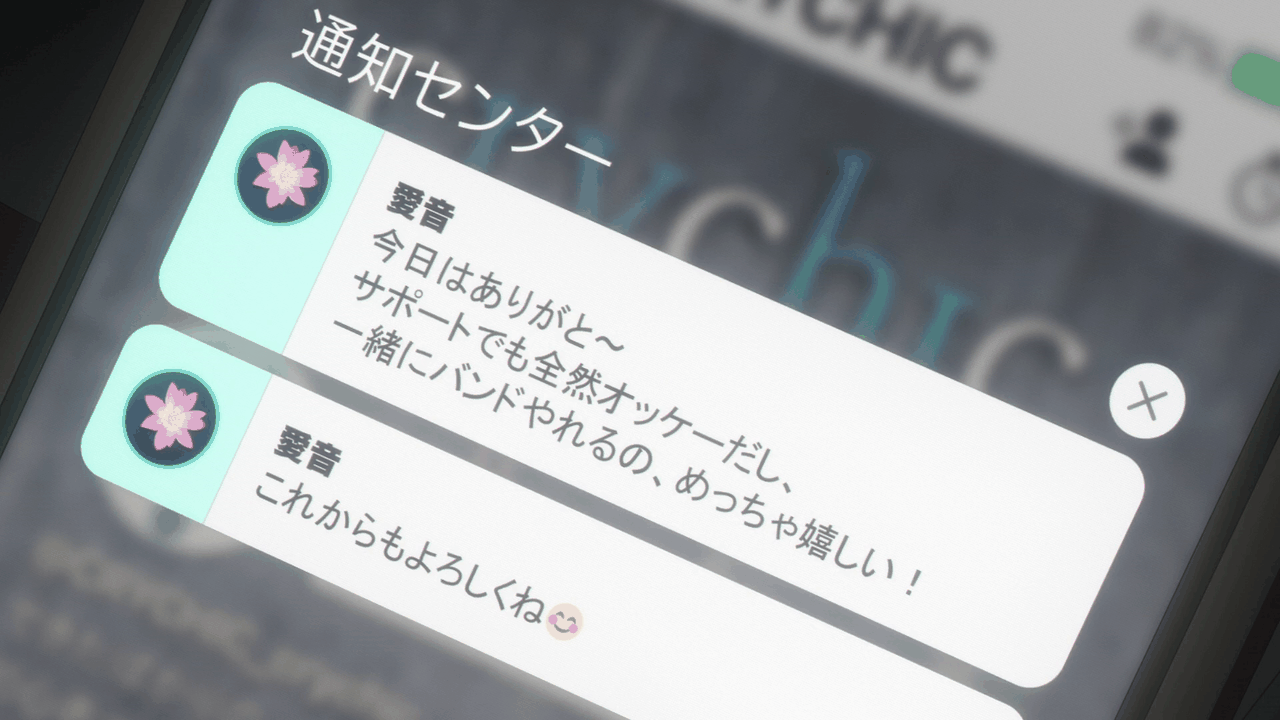 YCHIC
82%
通知センター
rychic
愛音
今日はありがと～
サポートでも全然オッケーだし、
一緒にバンドやれるの、めっちゃ嬉しい！
愛音
これからもよろしくね😊